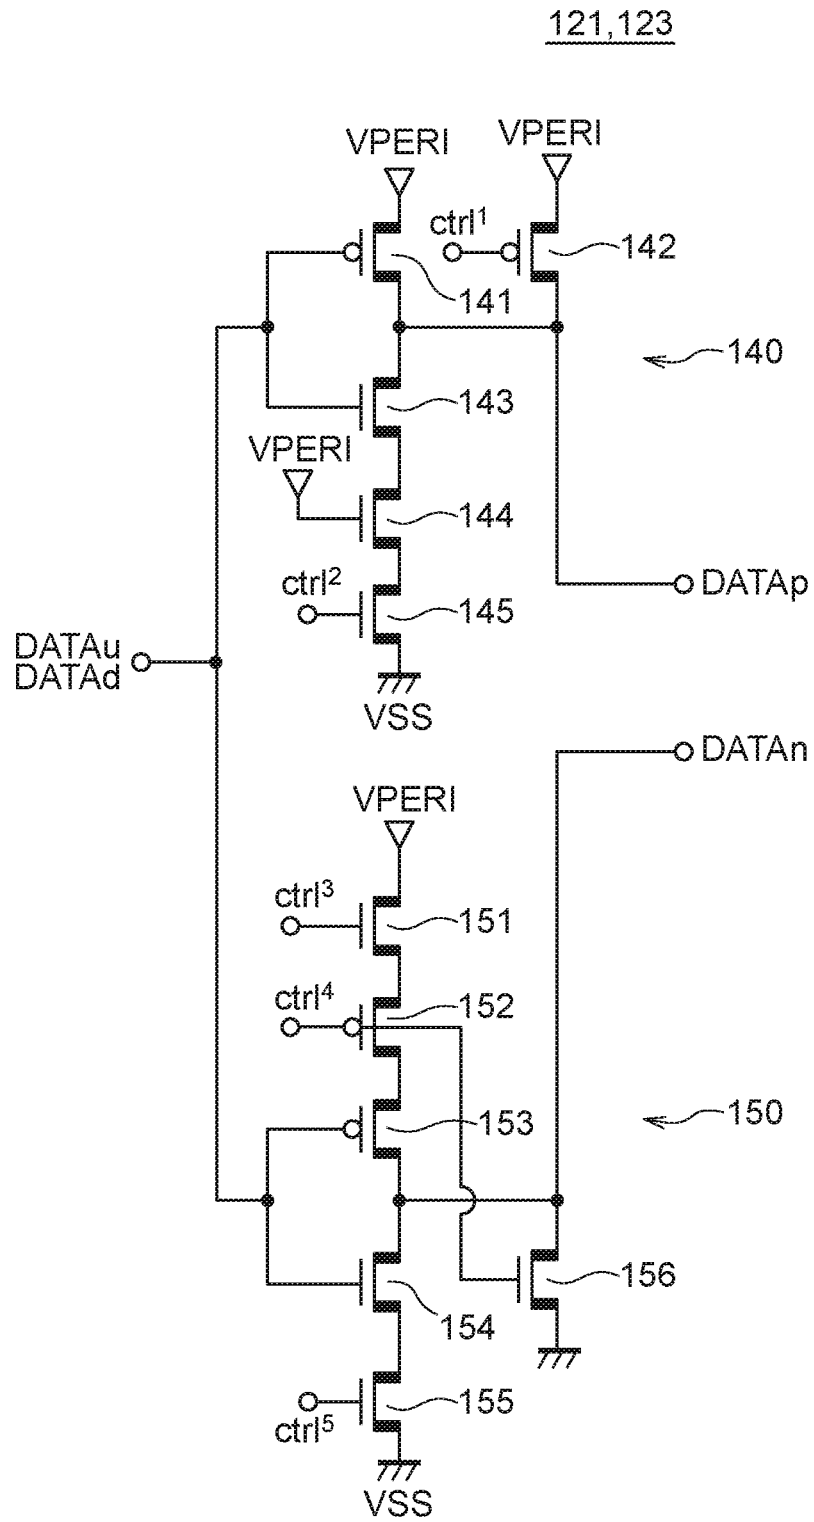 121,123
VPERI
VPERI
ctrl1
142
141
140
143
VPERI
144
ctrl2
145
DATAp
DATAu
DATAd
VSS
DATAn
VPERI
ctrl3
151
ctrl4
152
153
150
156
154
155
ctrl5
VSS